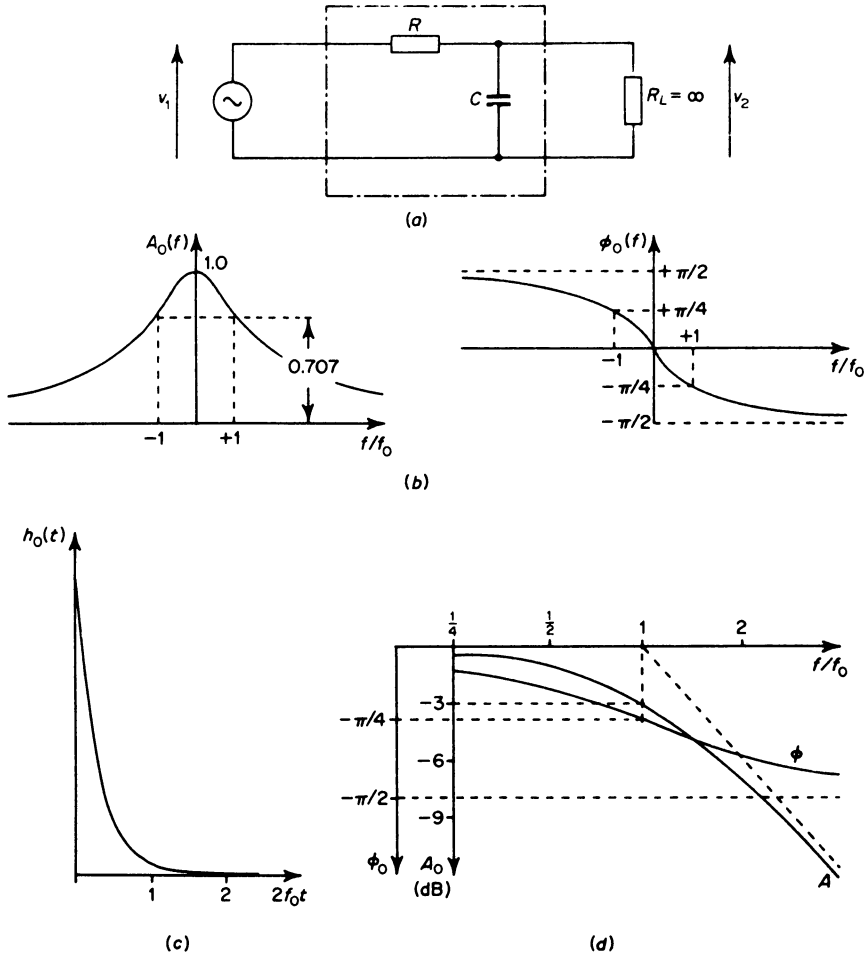 R
v₁
C
R_L = ∞
v₂
(a)
A₀(f)
1.0
0.707
−1
+1
f/f₀
ϕ₀(f)
+ π/2
+ π/4
−1
+1
f/f₀
− π/4
− π/2
(b)
h₀(t)
1
2
2f₀t
(c)
1/4
1/2
1
2
f/f₀
−3
−π/4
−6
ϕ
−π/2
−9
ϕ₀
A₀
(dB)
A
(d)